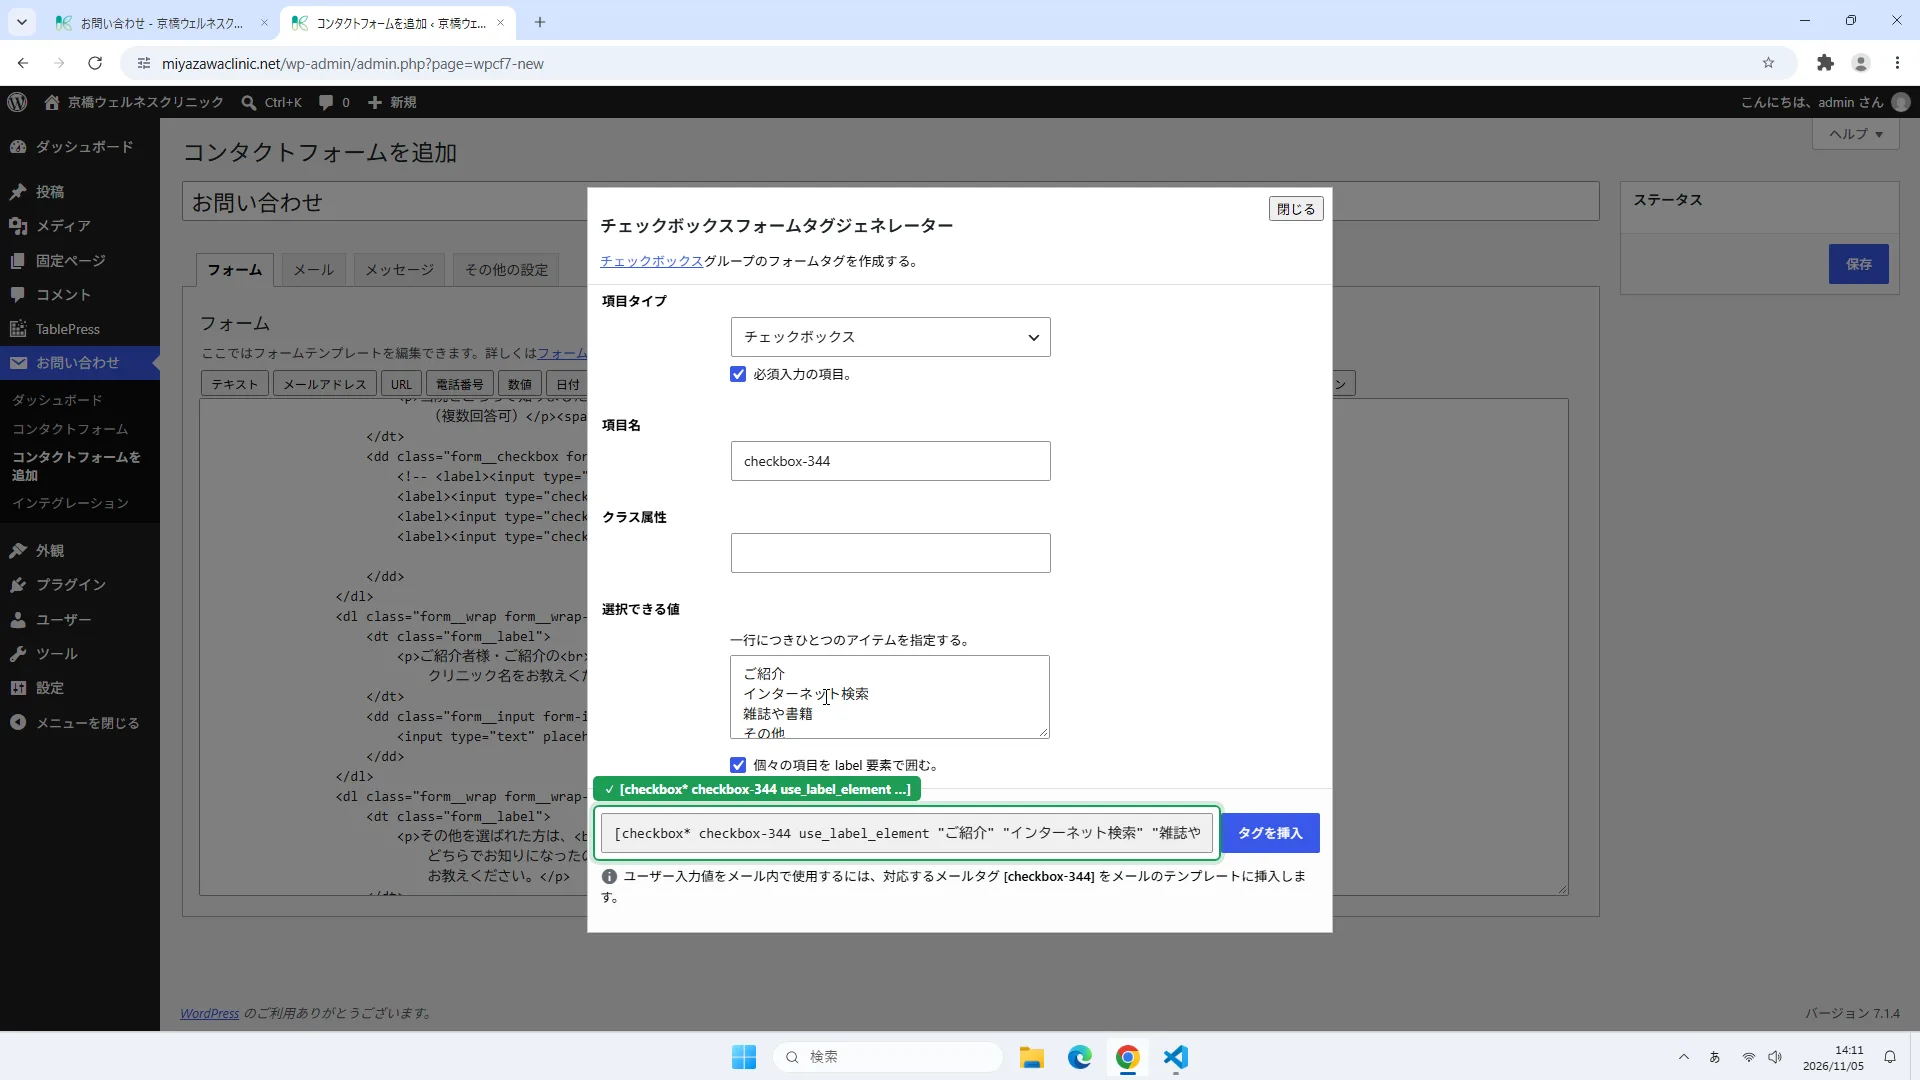 お問い合わせ - 京橋ウェルネスク...
コンタクトフォームを追加 ‹ 京橋ウェ...
miyazawaclinic.net/wp-admin/admin.php?page=wpcf7-new
京橋ウェルネスクリニック Ctrl+K 0 新規
こんにちは、admin さん
ヘルプ ▼
ダッシュボード
投稿
メディア
固定ページ
コメント
TablePress
お問い合わせ
ダッシュボード
コンタクトフォーム
コンタクトフォームを
追加
インテグレーション
外観
プラグイン
ユーザー
ツール
設定
メニューを閉じる
コンタクトフォームを追加
お問い合わせ
フォーム メール メッセージ その他の設定
フォーム
ここではフォームテンプレートを編集できます。詳しくはフォーム
テキスト メールアドレス URL 電話番号 数値 日付
ン
（複数回答可）</p><spa
</dt>
<dd class="form__checkbox for
<!-- <label><input type="
<label><input type="check
<label><input type="check
<label><input type="check
</dd>
</dl>
<dl class="form__wrap form__wrap-
<dt class="form__label">
<p>ご紹介者様・ご紹介の<br>
クリニック名をお教えくだ
</dt>
<dd class="form__input form-i
<input type="text" placeh
</dd>
</dl>
<dl class="form__wrap form__wrap-
<dt class="form__label">
<p>その他を選ばれた方は、<b
どちらでお知りになったの
お教えください。</p>
ステータス
保存
チェックボックスフォームタグジェネレーター
閉じる
チェックボックスグループのフォームタグを作成する。
項目タイプ
チェックボックス
必須入力の項目。
項目名
checkbox-344
クラス属性
選択できる値
一行につきひとつのアイテムを指定する。
ご紹介
インターネット検索
雑誌や書籍
その他
個々の項目を label 要素で囲む。
✓ [checkbox* checkbox-344 use_label_element ...]
[checkbox* checkbox-344 use_label_element "ご紹介" "インターネット検索" "雑誌や
タグを挿入
ユーザー入力値をメール内で使用するには、対応するメールタグ [checkbox-344] をメールのテンプレートに挿入しま
す。
WordPress のご利用ありがとうございます。
バージョン 7.1.4
検索
あ
14:11
2026/11/05